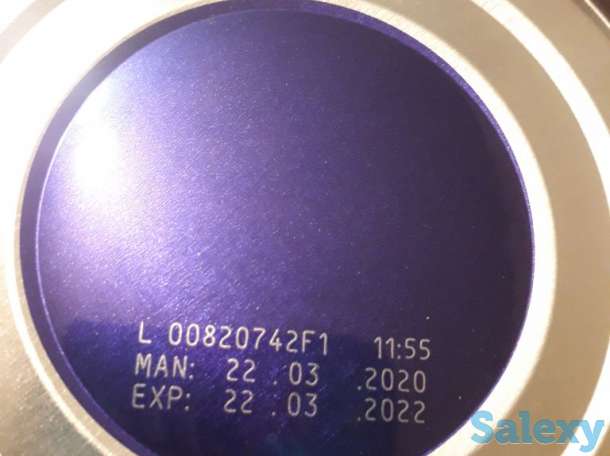 L 00820742F1 11:55
MAN: 22 . 03 .2020
EXP: 22 . 03 .2022
Salexy